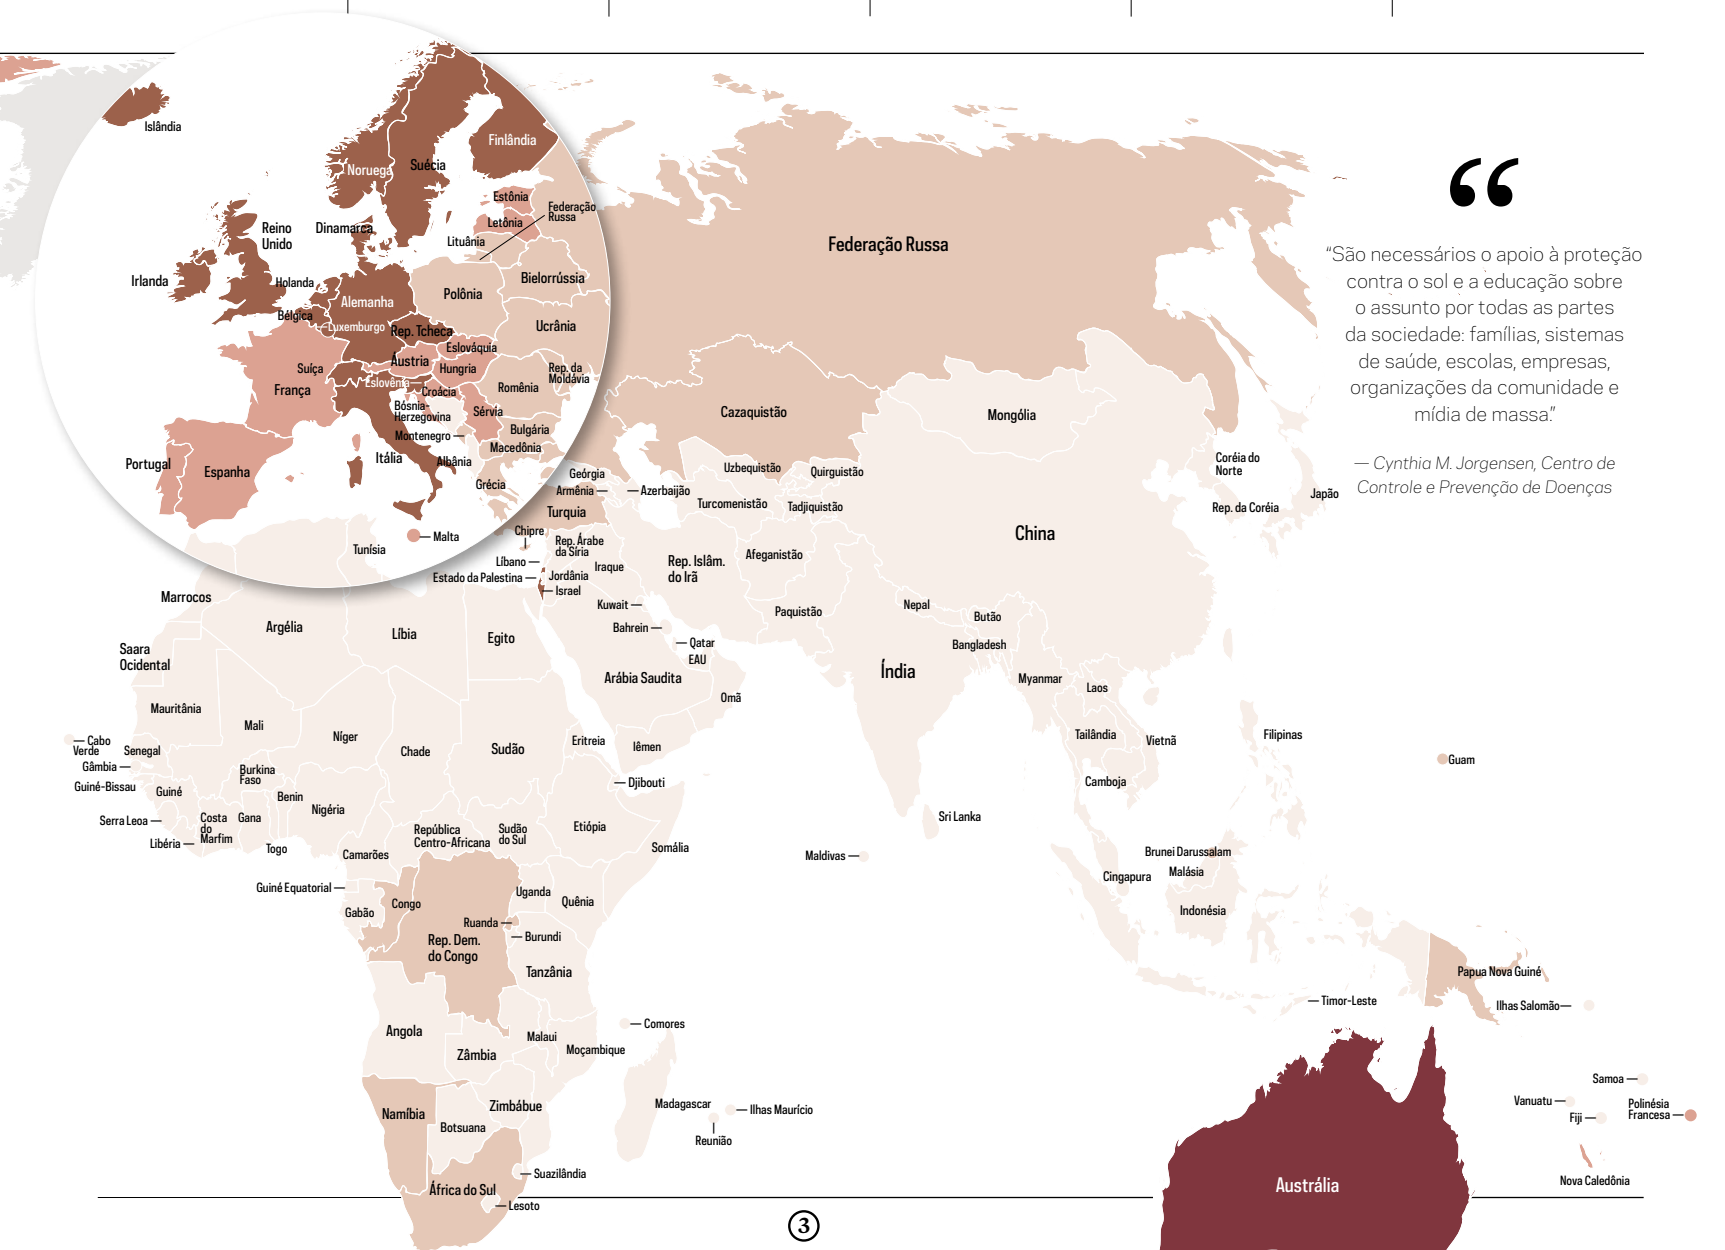 Islândia
Finlândia
Noruega
Suécia
Estônia
Federação
Russa
Letônia
Reino
Unido
Dinamarca
Lituânia
Irlanda
Holanda
Bielorrússia
Polônia
Alemanha
Bélgica
Luxemburgo
Rep. Tcheca
Ucrânia
Eslováquia
Áustria
Suíça
Hungria
Rep. da
Moldávia
Eslovênia
França
Croácia
Romênia
Bósnia-
Herzegovina
Sérvia
Montenegro
Bulgária
Macedônia
Portugal
Espanha
Itália
Albânia
Grécia
Malta
Tunísia
Federação Russa
“São necessários o apoio à proteção
contra o sol e a educação sobre
o assunto por todas as partes
da sociedade: famílias, sistemas
de saúde, escolas, empresas,
organizações da comunidade e
mídia de massa.”
— Cynthia M. Jorgensen, Centro de
Controle e Prevenção de Doenças
Cazaquistão
Mongólia
Uzbequistão
Quirguistão
Geórgia
Armênia
Azerbaijão
Turcomenistão
Tadjiquistão
Turquia
Coréia do
Norte
Rep. da Coréia
Japão
China
Chipre
Rep. Árabe
da Síria
Líbano
Iraque
Rep. Islâm.
do Irã
Afeganistão
Estado da Palestina
Jordânia
Israel
Kuwait
Paquistão
Nepal
Butão
Bahrein
Qatar
EAU
Bangladesh
Marrocos
Argélia
Líbia
Egito
Saara
Ocidental
Arábia Saudita
Índia
Omã
Myanmar
Laos
Mauritânia
Mali
Níger
Chade
Sudão
Eritreia
Iêmen
Tailândia
Vietnã
Filipinas
Cabo
Verde
Senegal
Gâmbia
Guiné-Bissau
Guiné
Burkina
Faso
Benin
Nigéria
Djibouti
Camboja
Guam
Serra Leoa
Costa
do
Marfim
Gana
Libéria
Togo
República
Centro-Africana
Sudão
do Sul
Etiópia
Somália
Sri Lanka
Maldivas
Camarões
Guiné Equatorial
Gabão
Congo
Uganda
Quênia
Ruanda
Burundi
Rep. Dem.
do Congo
Tanzânia
Brunei Darussalam
Malásia
Cingapura
Indonésia
Papua Nova Guiné
Timor-Leste
Ilhas Salomão
Angola
Zâmbia
Malaui
Comores
Moçambique
Namíbia
Zimbábue
Botsuana
Madagascar
Ilhas Maurício
Reunião
Suazilândia
África do Sul
Lesoto
Samoa
Vanuatu
Fiji
Polinésia
Francesa
Nova Caledônia
Austrália
3